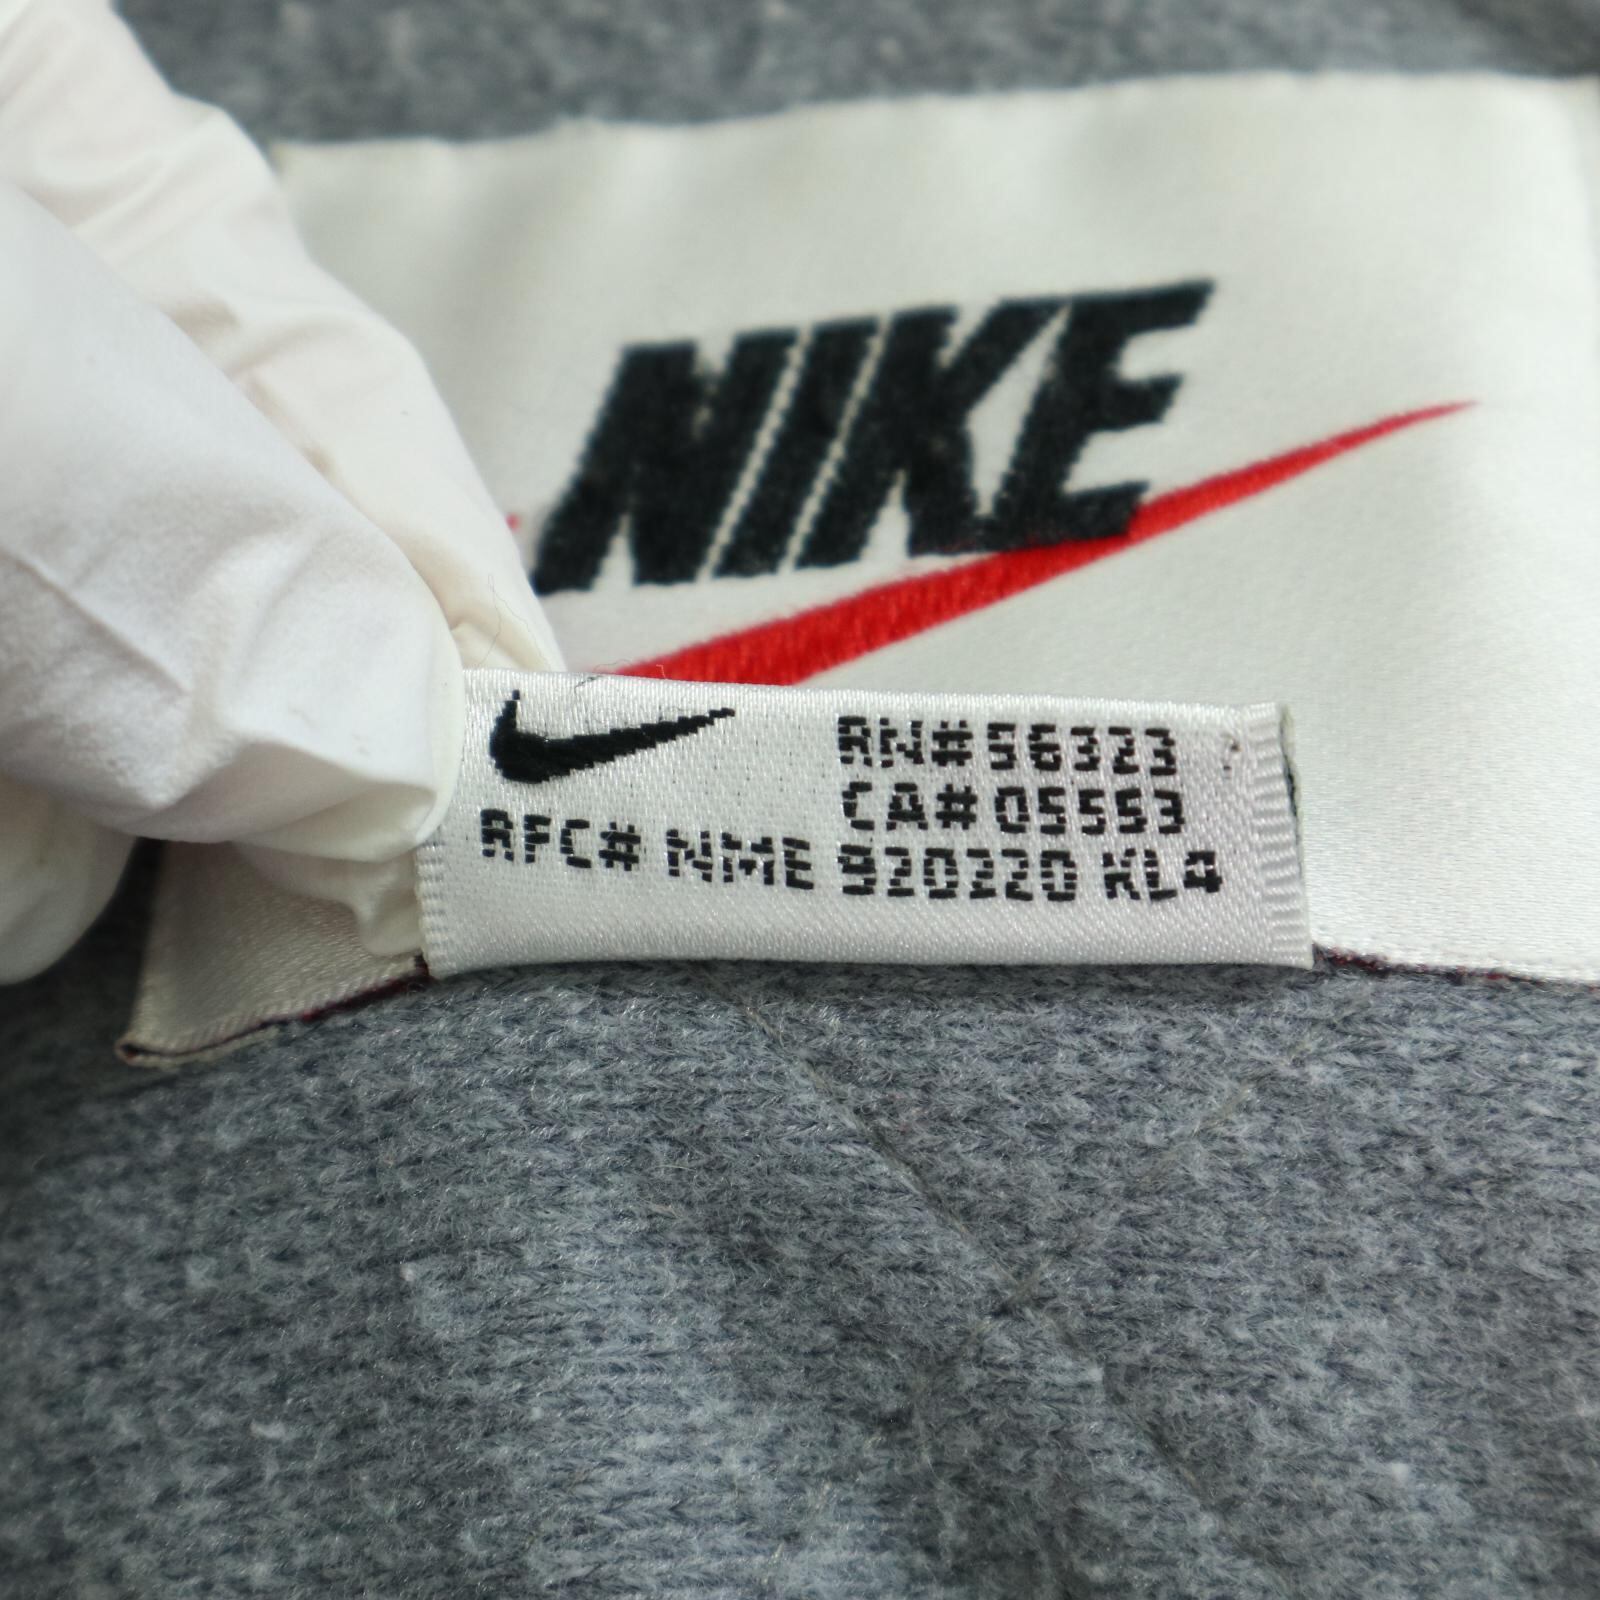 NIKE
RN# 56323
CA# 05553
RFC# NME 920220 KL4